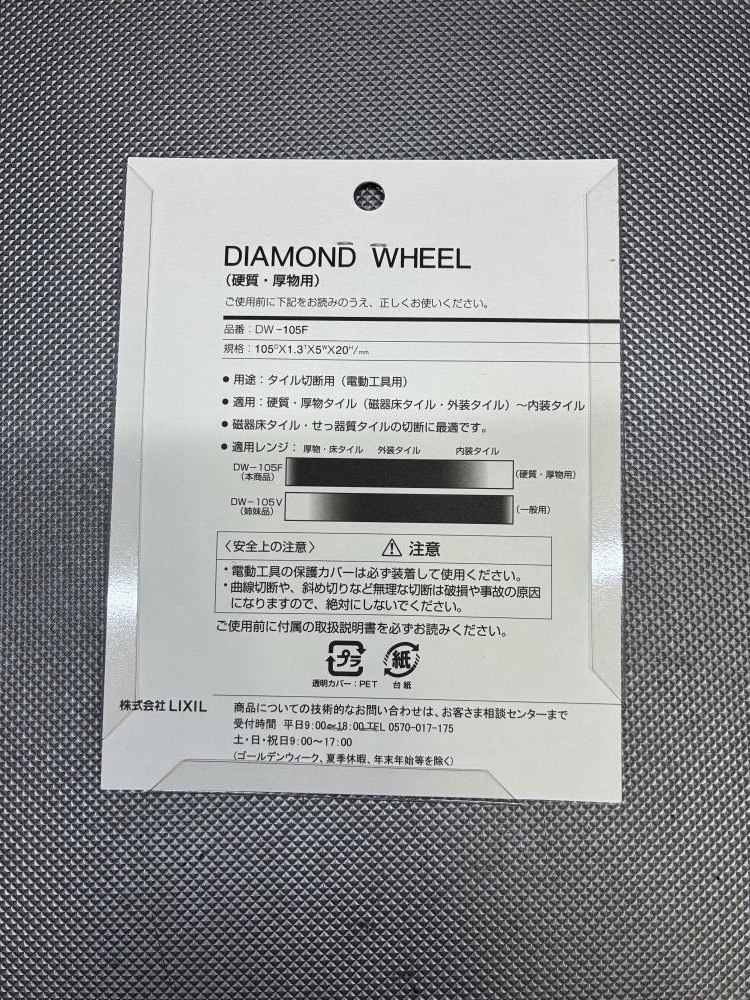 DIAMOND WHEEL
（硬質・厚物用）
ご使用前に下記をお読みのうえ、正しくお使いください。
品番：DW-105F
規格：105ᴰX1.3ᵀX5ᵂX20ᴴ/mm
● 用途：タイル切断用（電動工具用）
● 適用：硬質・厚物タイル（磁器床タイル・外装タイル）～内装タイル
● 磁器床タイル・せっ器質タイルの切断に最適です。
● 適用レンジ： 厚物・床タイル 外装タイル 内装タイル
DW-105F
（本商品）
（硬質・厚物用）
DW-105V
（姉妹品）
（一般用）
〈安全上の注意〉 ⚠ 注意
・電動工具の保護カバーは必ず装着して使用ください。
・曲線切断や、斜め切りなど無理な切断は破損や事故の原因
になりますので、絶対にしないでください。
ご使用前に付属の取扱説明書を必ずお読みください。
プラ 紙
透明カバー：PET 台紙
株式会社 LIXIL
商品についての技術的なお問い合わせは、お客さま相談センターまで
受付時間 平日9:00～18:00 TEL 0570-017-175
土・日・祝日9:00～17:00
（ゴールデンウィーク、夏季休暇、年末年始等を除く）